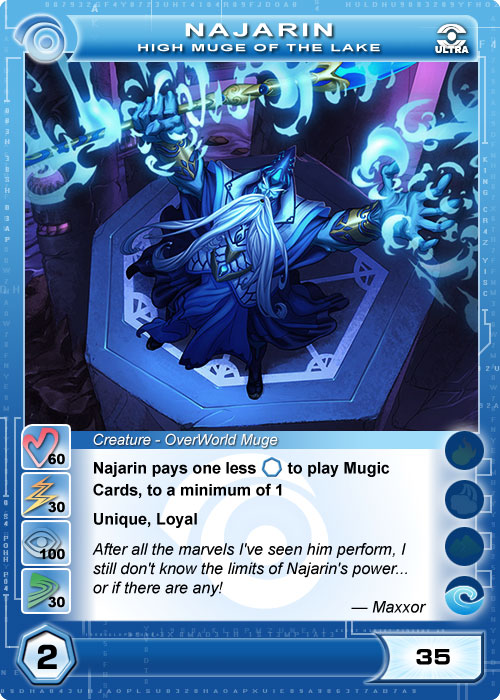 NAJARIN
HIGH MUGE OF THE LAKE
ULTRA
Creature - OverWorld Muge
60
Najarin pays one less to play Mugic
Cards, to a minimum of 1
30
Unique, Loyal
100
After all the marvels I've seen him perform, I
still don't know the limits of Najarin's power...
or if there are any!
30
— Maxxor
2
35